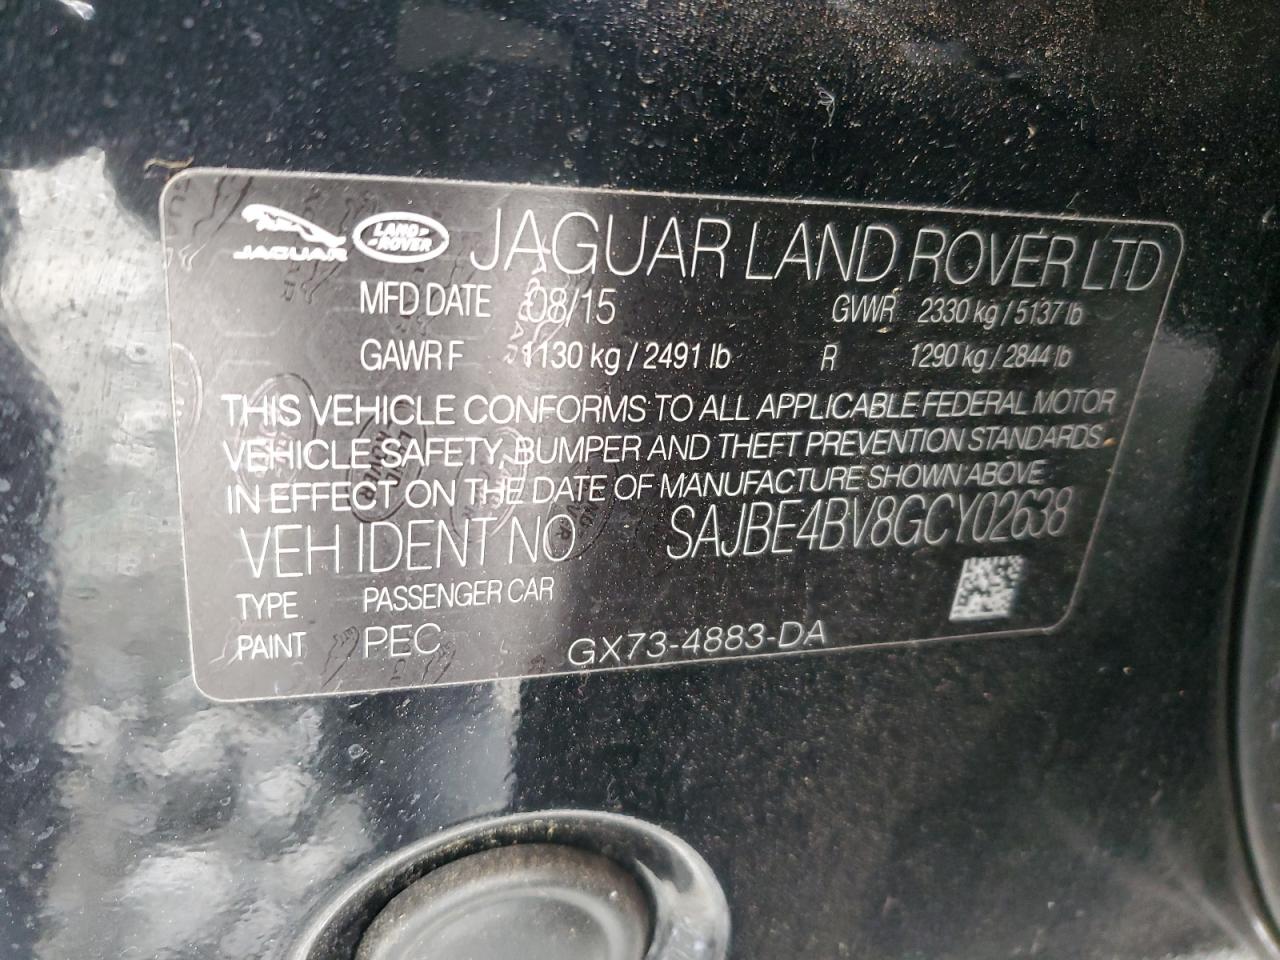 JAGUAR LAND ROVER JAGUAR LAND ROVER LTD
MFD DATE 08/15 GVWR 2330 kg / 5137 lb
GAWR F 1130 kg / 2491 lb R 1290 kg / 2844 lb
THIS VEHICLE CONFORMS TO ALL APPLICABLE FEDERAL MOTOR
VEHICLE SAFETY, BUMPER AND THEFT PREVENTION STANDARDS
IN EFFECT ON THE DATE OF MANUFACTURE SHOWN ABOVE
VEH IDENT NO SAJBE4BV8GCY02638
TYPE PASSENGER CAR
PAINT PEC GX73-4883-DA